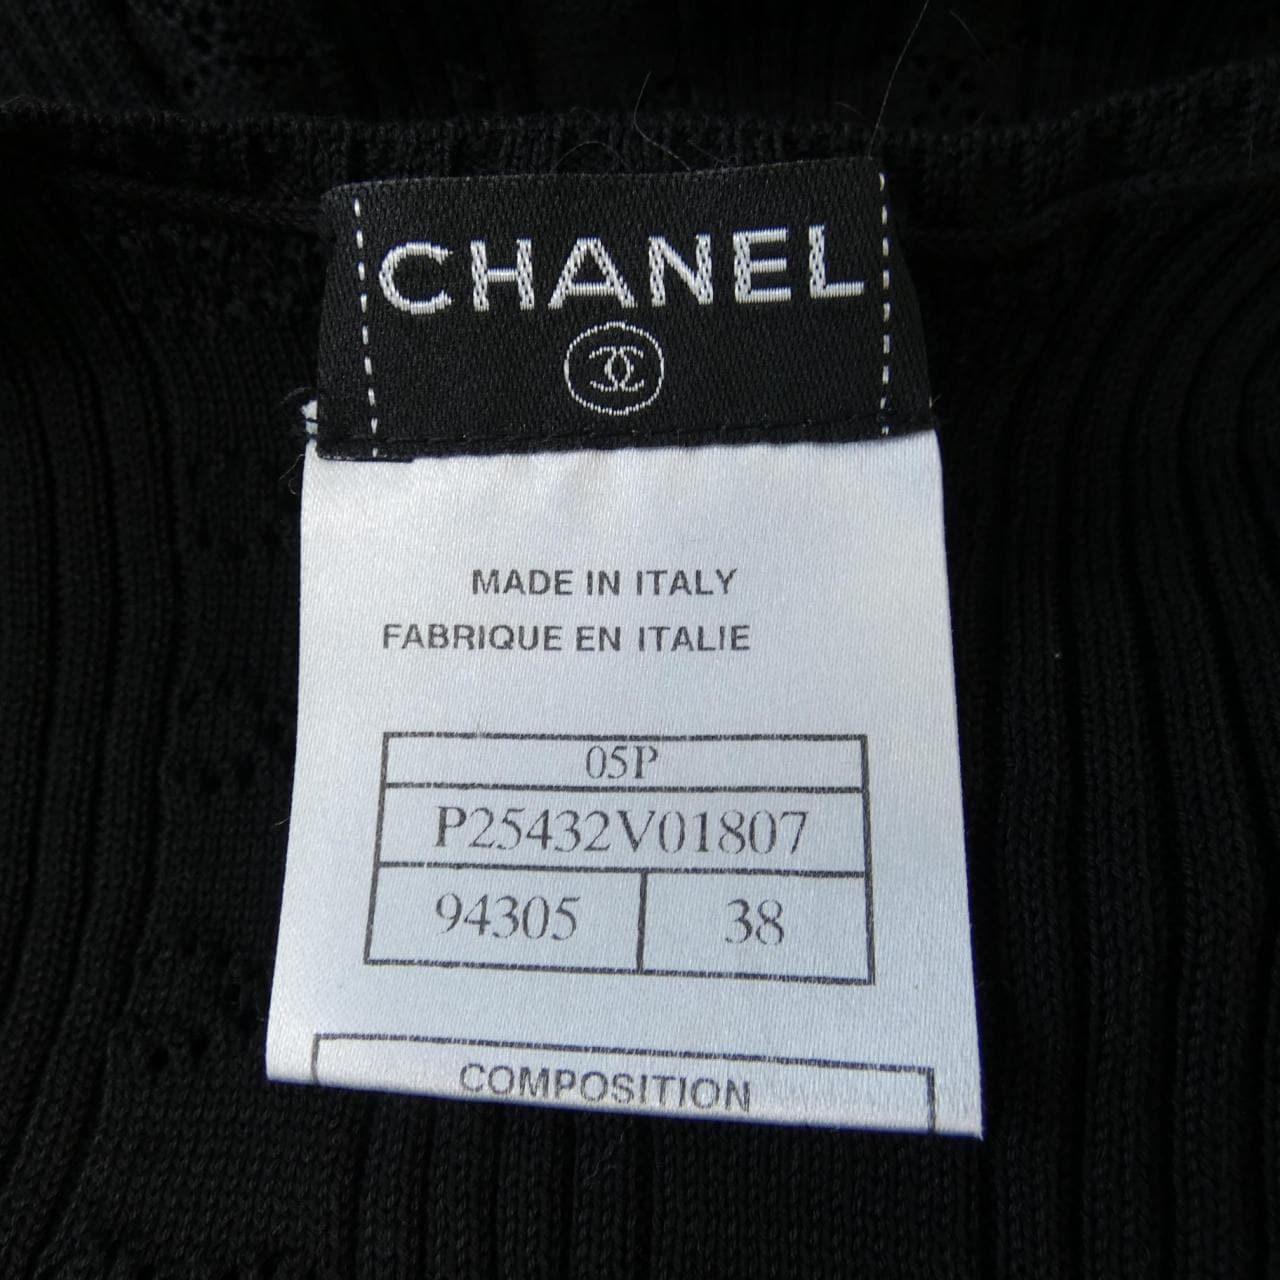 CHANEL
MADE IN ITALY
FABRIQUE EN ITALIE
05P
P25432V01807
94305 38
COMPOSITION